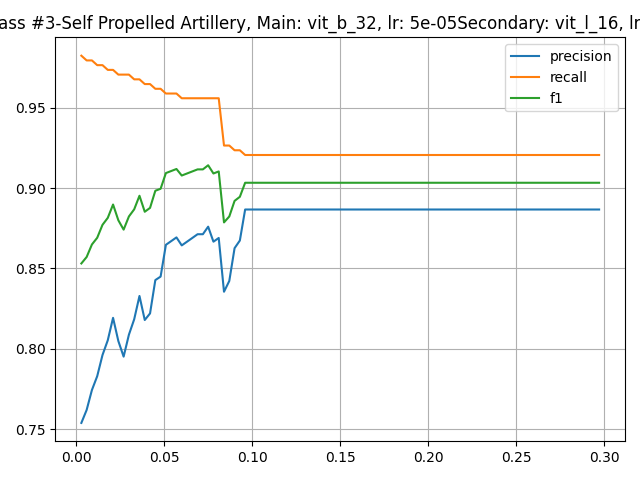 ass #3-Self Propelled Artillery, Main: vit_b_32, lr: 5e-05Secondary: vit_l_16, lr
precision
recall
f1
0.95
0.90
0.85
0.80
0.75
0.00 0.05 0.10 0.15 0.20 0.25 0.30